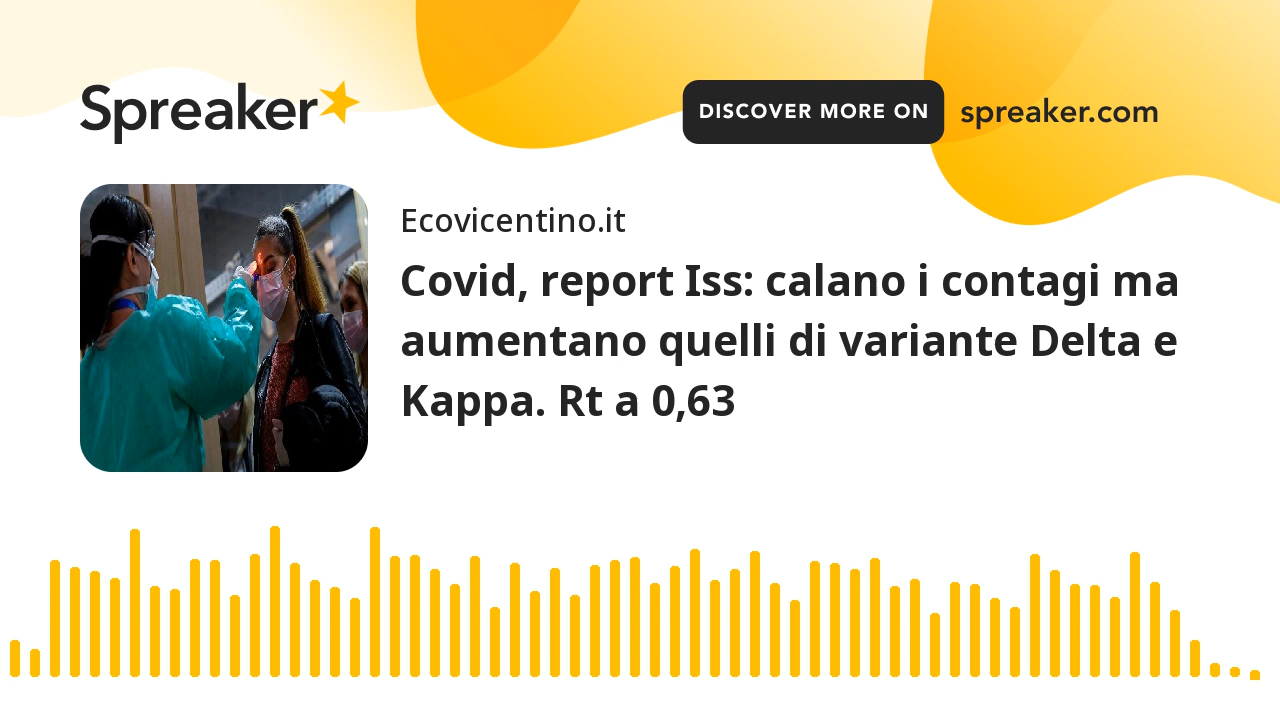 Spreaker
DISCOVER MORE ON
spreaker.com
Ecovicentino.it
Covid, report Iss: calano i contagi ma
aumentano quelli di variante Delta e
Kappa. Rt a 0,63